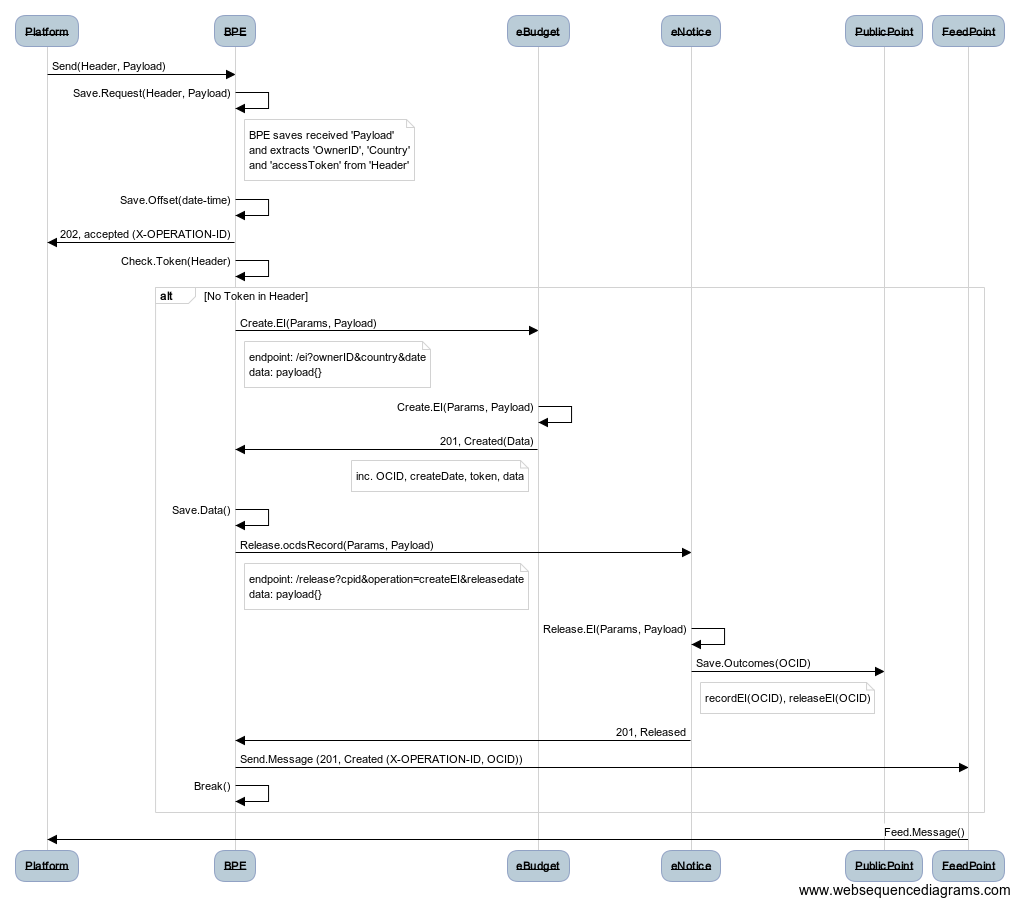 Platform BPE eBudget eNotice PublicPoint FeedPoint
Send(Header, Payload)
Save.Request(Header, Payload)
BPE saves received 'Payload'
and extracts 'OwnerID', 'Country'
and 'accessToken' from 'Header'
Save.Offset(date-time)
202, accepted (X-OPERATION-ID)
Check.Token(Header)
alt [No Token in Header]
Create.EI(Params, Payload)
endpoint: /ei?ownerID&country&date
data: payload{}
Create.EI(Params, Payload)
201, Created(Data)
inc. OCID, createDate, token, data
Save.Data()
Release.ocdsRecord(Params, Payload)
endpoint: /release?cpid&operation=createEI&releasedate
data: payload{}
Release.EI(Params, Payload)
Save.Outcomes(OCID)
recordEI(OCID), releaseEI(OCID)
201, Released
Send.Message (201, Created (X-OPERATION-ID, OCID))
Break()
Feed.Message()
Platform BPE eBudget eNotice PublicPoint FeedPoint
www.websequencediagrams.com